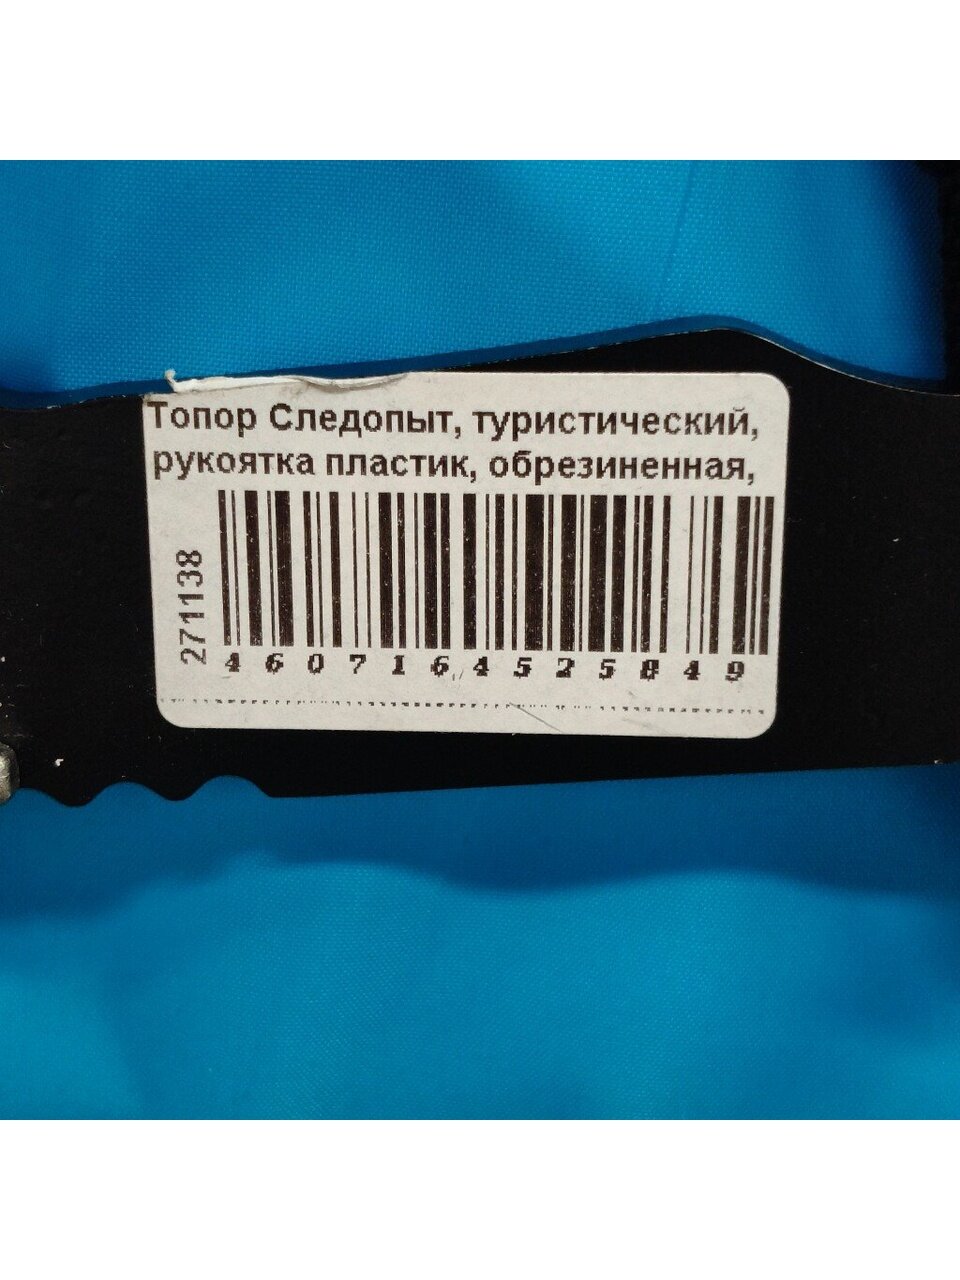 Топор Следопыт, туристический,
рукоятка пластик, обрезиненная,
271138
4607164525849